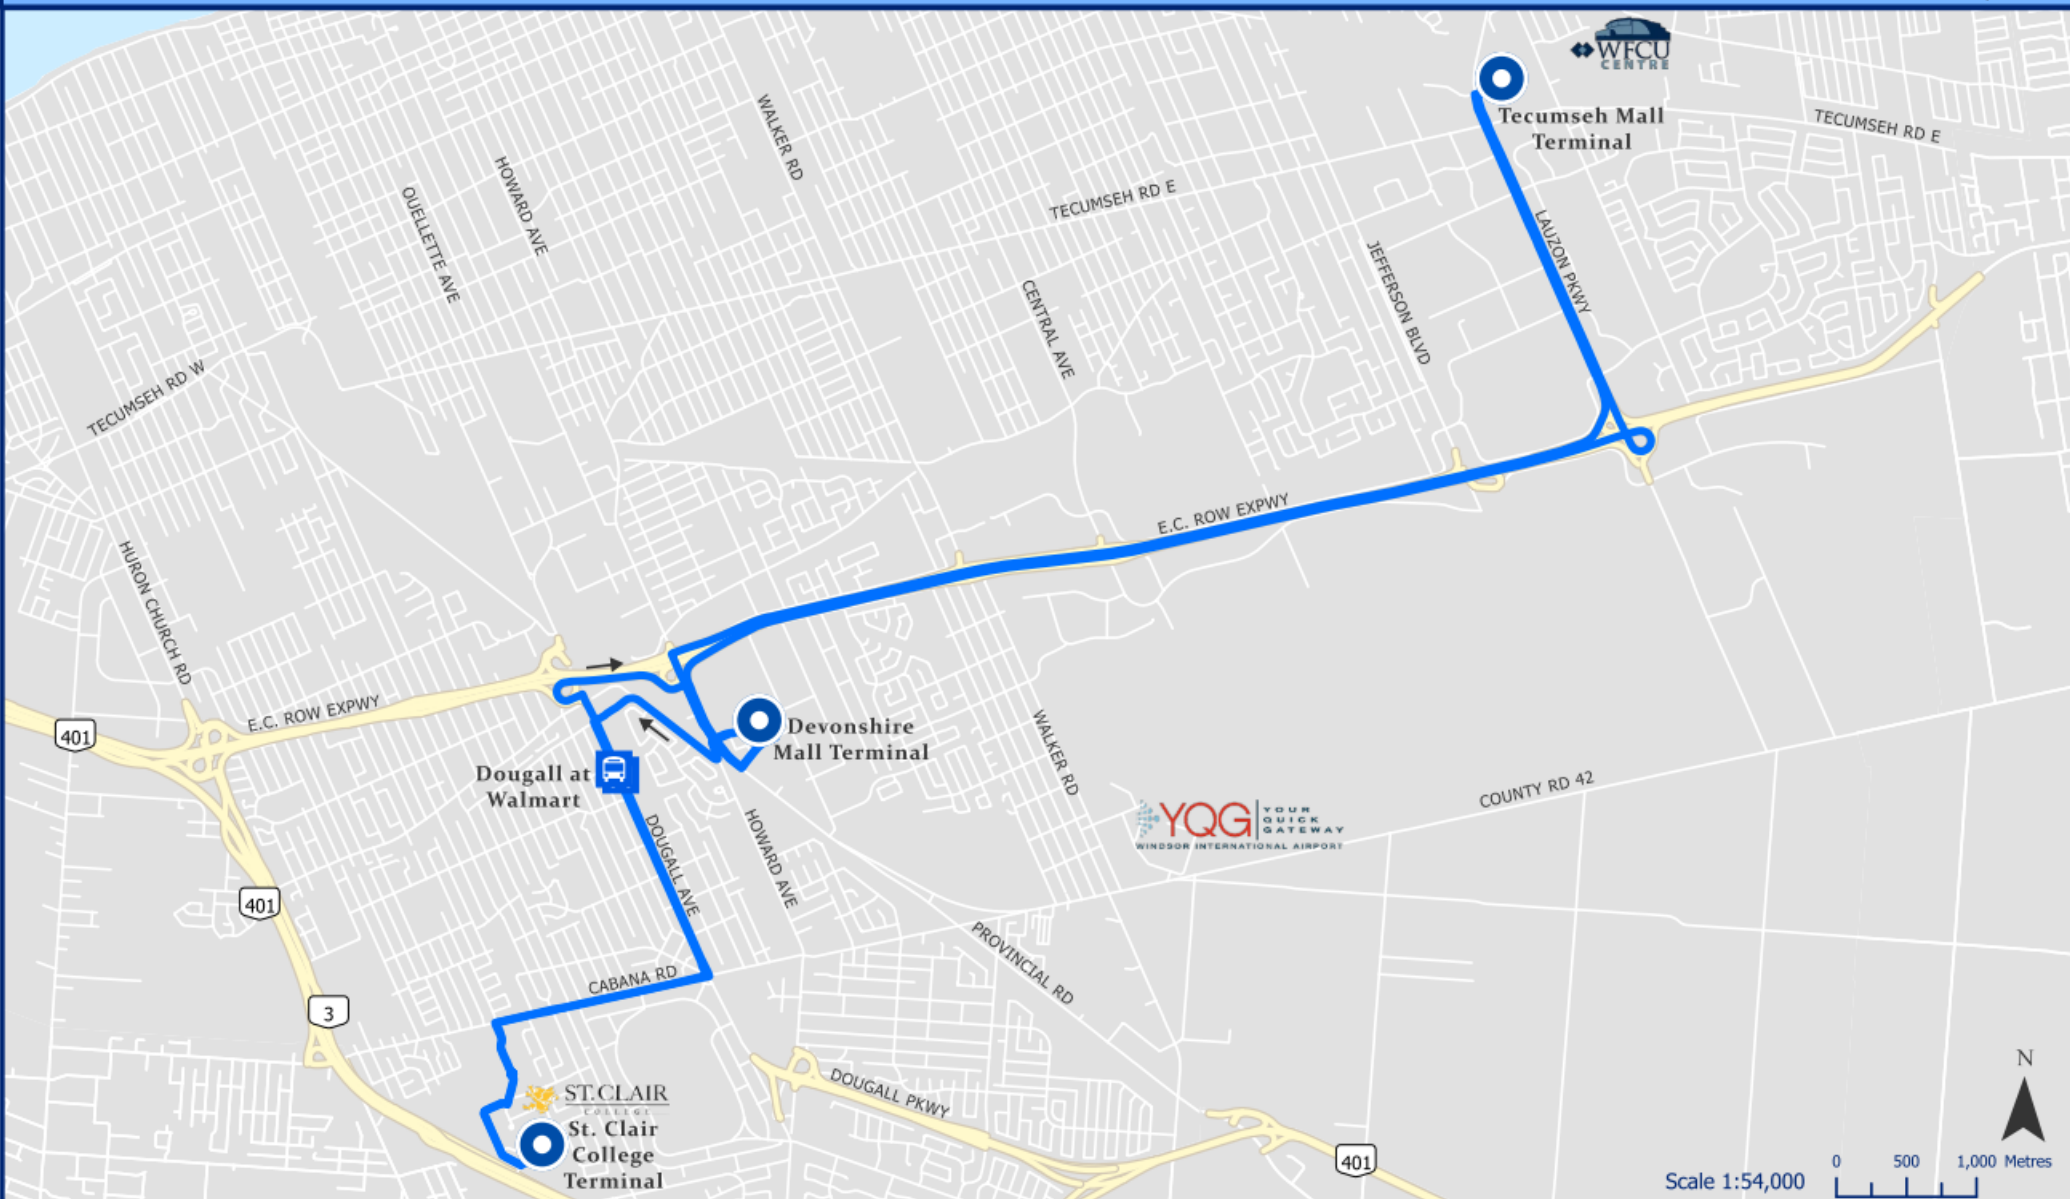 WFCU
CENTRE
Tecumseh Mall
Terminal
TECUMSEH RD E
WALKER RD
HOWARD AVE
OUELLETTE AVE
TECUMSEH RD E
LAUZON PKWY
JEFFERSON BLVD
CENTRAL AVE
TECUMSEH RD W
E.C. ROW EXPWY
HURON CHURCH RD
E.C. ROW EXPWY
401
Devonshire
Mall Terminal
WALKER RD
Dougall at
Walmart
COUNTY RD 42
YQG
YOUR
QUICK
GATEWAY
WINDSOR INTERNATIONAL AIRPORT
DOUGALL AVE
HOWARD AVE
401
PROVINCIAL RD
CABANA RD
3
ST. CLAIR
COLLEGE
St. Clair
College
Terminal
DOUGALL PKWY
401
N
0 500 1,000 Metres
Scale 1:54,000